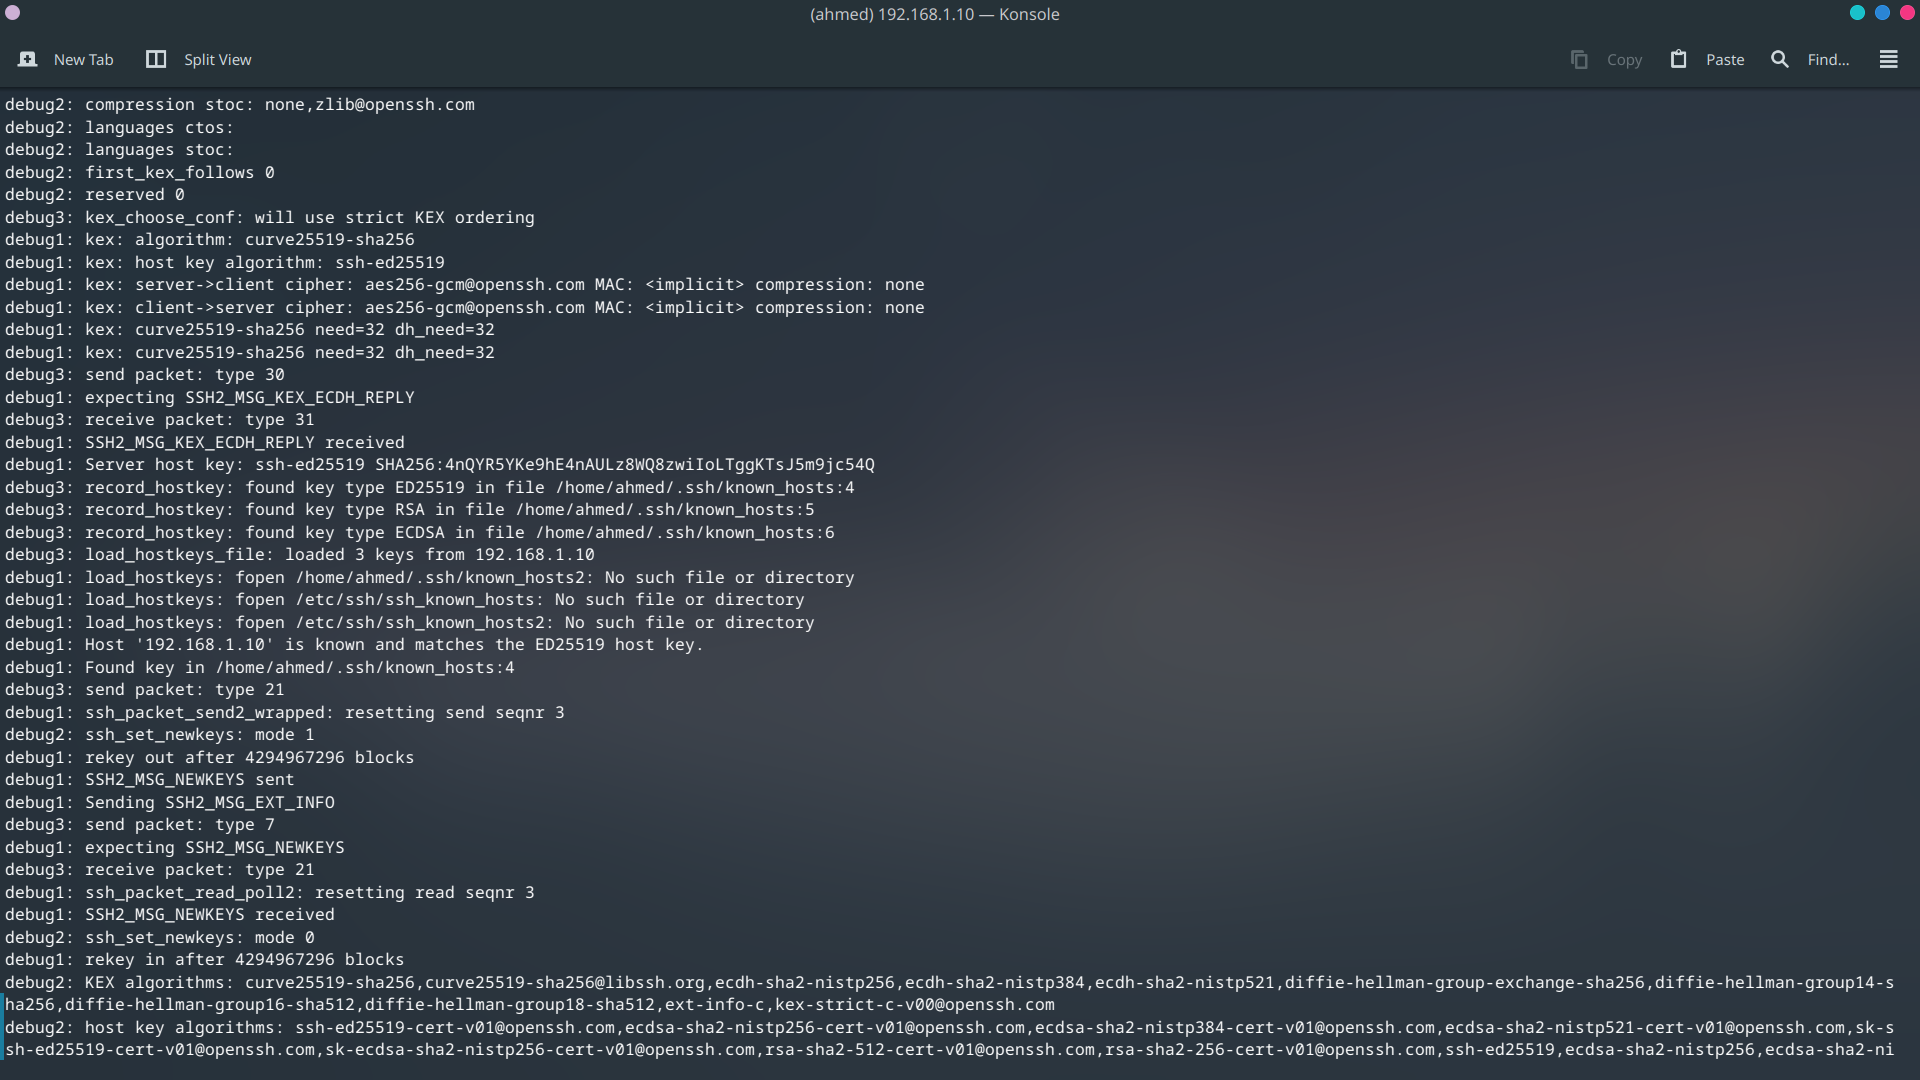 (ahmed) 192.168.1.10 — Konsole
New Tab Split View Copy Paste Find...
debug2: compression stoc: none,zlib@openssh.com
debug2: languages ctos:
debug2: languages stoc:
debug2: first_kex_follows 0
debug2: reserved 0
debug3: kex_choose_conf: will use strict KEX ordering
debug1: kex: algorithm: curve25519-sha256
debug1: kex: host key algorithm: ssh-ed25519
debug1: kex: server->client cipher: aes256-gcm@openssh.com MAC: <implicit> compression: none
debug1: kex: client->server cipher: aes256-gcm@openssh.com MAC: <implicit> compression: none
debug1: kex: curve25519-sha256 need=32 dh_need=32
debug1: kex: curve25519-sha256 need=32 dh_need=32
debug3: send packet: type 30
debug1: expecting SSH2_MSG_KEX_ECDH_REPLY
debug3: receive packet: type 31
debug1: SSH2_MSG_KEX_ECDH_REPLY received
debug1: Server host key: ssh-ed25519 SHA256:4nQYR5YKe9hE4nAULz8WQ8zwiIoLTggKTsJ5m9jc54Q
debug3: record_hostkey: found key type ED25519 in file /home/ahmed/.ssh/known_hosts:4
debug3: record_hostkey: found key type RSA in file /home/ahmed/.ssh/known_hosts:5
debug3: record_hostkey: found key type ECDSA in file /home/ahmed/.ssh/known_hosts:6
debug3: load_hostkeys_file: loaded 3 keys from 192.168.1.10
debug1: load_hostkeys: fopen /home/ahmed/.ssh/known_hosts2: No such file or directory
debug1: load_hostkeys: fopen /etc/ssh/ssh_known_hosts: No such file or directory
debug1: load_hostkeys: fopen /etc/ssh/ssh_known_hosts2: No such file or directory
debug1: Host '192.168.1.10' is known and matches the ED25519 host key.
debug1: Found key in /home/ahmed/.ssh/known_hosts:4
debug3: send packet: type 21
debug1: ssh_packet_send2_wrapped: resetting send seqnr 3
debug2: ssh_set_newkeys: mode 1
debug1: rekey out after 4294967296 blocks
debug1: SSH2_MSG_NEWKEYS sent
debug1: Sending SSH2_MSG_EXT_INFO
debug3: send packet: type 7
debug1: expecting SSH2_MSG_NEWKEYS
debug3: receive packet: type 21
debug1: ssh_packet_read_poll2: resetting read seqnr 3
debug1: SSH2_MSG_NEWKEYS received
debug2: ssh_set_newkeys: mode 0
debug1: rekey in after 4294967296 blocks
debug2: KEX algorithms: curve25519-sha256,curve25519-sha256@libssh.org,ecdh-sha2-nistp256,ecdh-sha2-nistp384,ecdh-sha2-nistp521,diffie-hellman-group-exchange-sha256,diffie-hellman-group14-s
ha256,diffie-hellman-group16-sha512,diffie-hellman-group18-sha512,ext-info-c,kex-strict-c-v00@openssh.com
debug2: host key algorithms: ssh-ed25519-cert-v01@openssh.com,ecdsa-sha2-nistp256-cert-v01@openssh.com,ecdsa-sha2-nistp384-cert-v01@openssh.com,ecdsa-sha2-nistp521-cert-v01@openssh.com,sk-s
sh-ed25519-cert-v01@openssh.com,sk-ecdsa-sha2-nistp256-cert-v01@openssh.com,rsa-sha2-512-cert-v01@openssh.com,rsa-sha2-256-cert-v01@openssh.com,ssh-ed25519,ecdsa-sha2-nistp256,ecdsa-sha2-ni